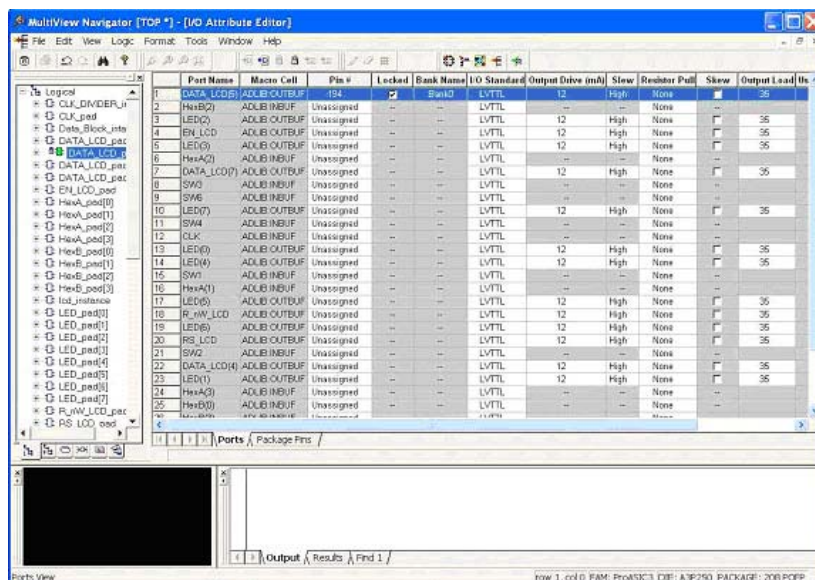 MultiView Navigator [TOP *] - [I/O Attribute Editor]
File Edit View Logic Format Tools Window Help
Logical
CLK_DIVIDER_i
CLK_pad
Data_Block_inta
DATA_LCD_pac
DATA_LCD_p
DATA_LCD_pac
DATA_LCD_pac
EN_LCD_pad
HexA_pad[0]
HexA_pad[1]
HexA_pad[2]
HexA_pad[3]
HexB_pad[0]
HexB_pad[1]
HexB_pad[2]
HexB_pad[3]
lcd_instance
LED_pad[0]
LED_pad[1]
LED_pad[2]
LED_pad[3]
LED_pad[4]
LED_pad[5]
LED_pad[6]
LED_pad[7]
R_nW_LCD_pac
RS_LCD_pad
Port Name Macro Cell Pin # Locked Bank Name I/O Standard Output Drive (mA) Slew Resistor Pull Skew Output Load Us
1 DATA_LCD(5) ADLIB:OUTBUF 194 Bank0 LVTTL 12 High None 35
2 HexB(2) ADLIB:INBUF Unassigned -- -- LVTTL -- -- None -- --
3 LED(2) ADLIB:OUTBUF Unassigned -- -- LVTTL 12 High None 35
4 EN_LCD ADLIB:OUTBUF Unassigned -- -- LVTTL 12 High None 35
5 LED(3) ADLIB:OUTBUF Unassigned -- -- LVTTL 12 High None 35
6 HexA(2) ADLIB:INBUF Unassigned -- -- LVTTL -- -- None -- --
7 DATA_LCD(7) ADLIB:OUTBUF Unassigned -- -- LVTTL 12 High None 35
8 SW3 ADLIB:INBUF Unassigned -- -- LVTTL -- -- None -- --
9 SW6 ADLIB:INBUF Unassigned -- -- LVTTL -- -- None -- --
10 LED(7) ADLIB:OUTBUF Unassigned -- -- LVTTL 12 High None 35
11 SW4 ADLIB:INBUF Unassigned -- -- LVTTL -- -- None -- --
12 CLK ADLIB:INBUF Unassigned -- -- LVTTL -- -- None -- --
13 LED(0) ADLIB:OUTBUF Unassigned -- -- LVTTL 12 High None 35
14 LED(4) ADLIB:OUTBUF Unassigned -- -- LVTTL 12 High None 35
15 SW1 ADLIB:INBUF Unassigned -- -- LVTTL -- -- None -- --
16 HexA(1) ADLIB:INBUF Unassigned -- -- LVTTL -- -- None -- --
17 LED(5) ADLIB:OUTBUF Unassigned -- -- LVTTL 12 High None 35
18 R_nW_LCD ADLIB:OUTBUF Unassigned -- -- LVTTL 12 High None 35
19 LED(6) ADLIB:OUTBUF Unassigned -- -- LVTTL 12 High None 35
20 RS_LCD ADLIB:OUTBUF Unassigned -- -- LVTTL 12 High None 35
21 SW2 ADLIB:INBUF Unassigned -- -- LVTTL -- -- None -- --
22 DATA_LCD(4) ADLIB:OUTBUF Unassigned -- -- LVTTL 12 High None 35
23 LED(1) ADLIB:OUTBUF Unassigned -- -- LVTTL 12 High None 35
24 HexA(3) ADLIB:INBUF Unassigned -- -- LVTTL -- -- None -- --
25 HexB(0) ADLIB:INBUF Unassigned -- -- LVTTL -- -- None -- --
Ports Package Pins
Output Results Find 1
Ports View
row 1, col 0 FAM: ProASIC3 DIE: A3P250 PACKAGE: 208 PQFP